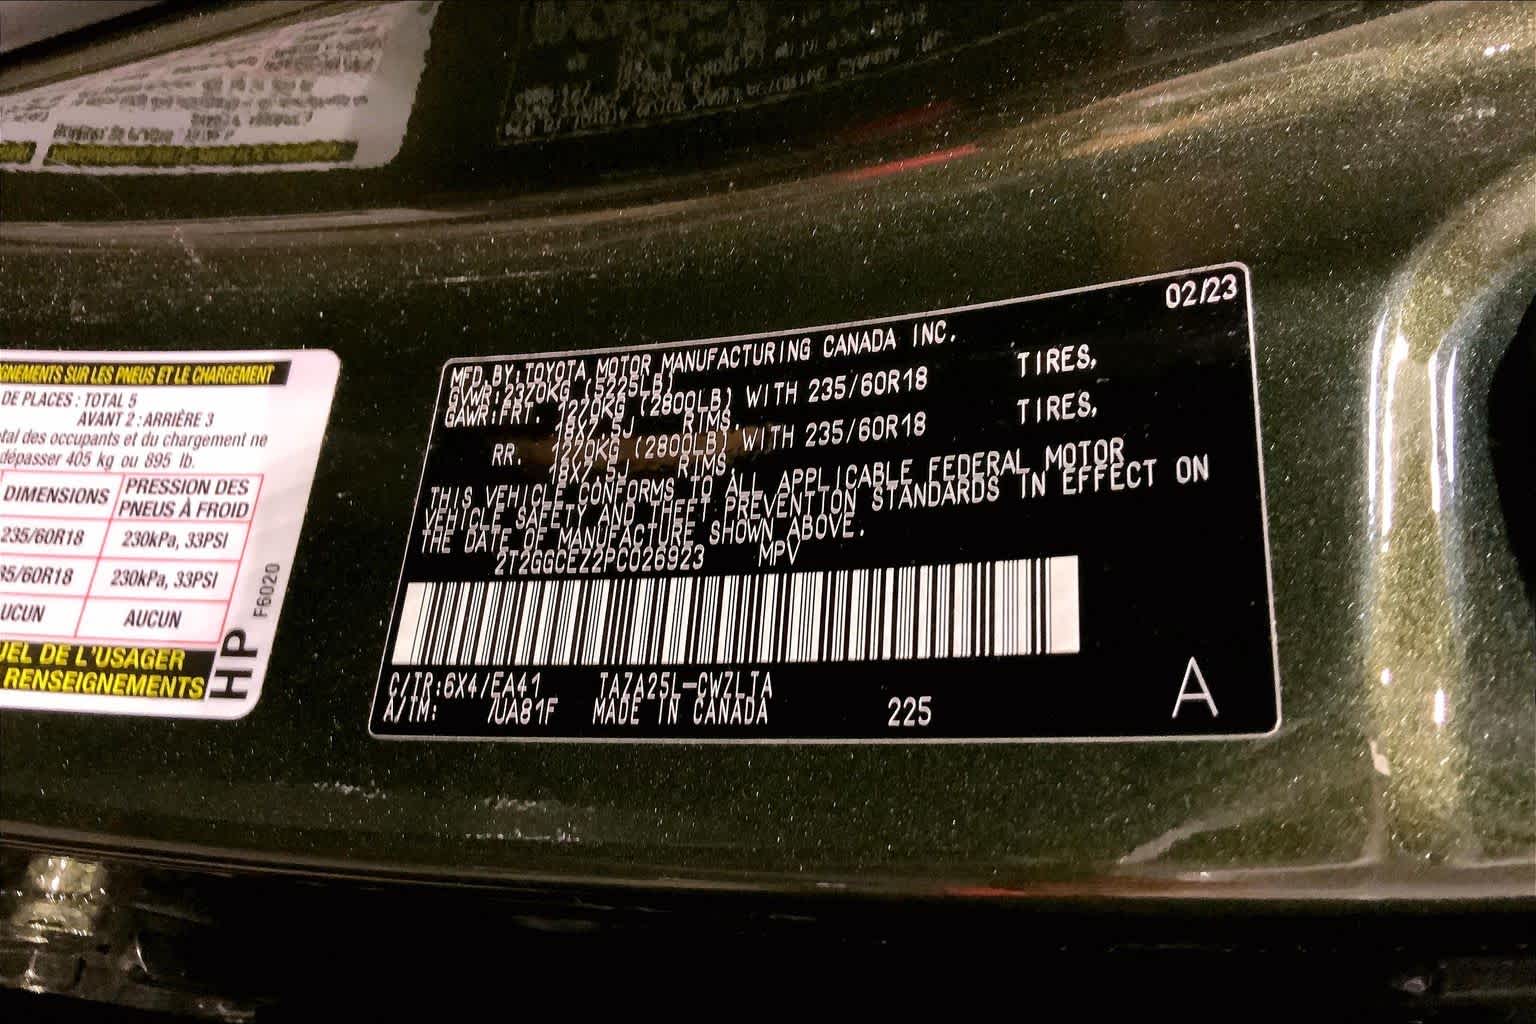 GNEMENTS SUR LES PNEUS ET LE CHARGEMENT
DE PLACES : TOTAL 5
AVANT 2 : ARRIÈRE 3
tal des occupants et du chargement ne
dépasser 405 kg ou 895 lb.
DIMENSIONS PRESSION DES PNEUS À FROID
235/60R18 230kPa, 33PSI
35/60R18 230kPa, 33PSI
UCUN AUCUN
UEL DE L'USAGER
RENSEIGNEMENTS
HP F6020
02/23
MFD.BY:TOYOTA MOTOR MANUFACTURING CANADA INC.
GVWR:2370KG (5225LB)
GAWR:FRT. 1270KG (2800LB) WITH 235/60R18 TIRES,
18X7.5J RIMS,
RR. 1270KG (2800LB) WITH 235/60R18 TIRES,
18X7.5J RIMS
THIS VEHICLE CONFORMS TO ALL APPLICABLE FEDERAL MOTOR
VEHICLE SAFETY AND THEFT PREVENTION STANDARDS IN EFFECT ON
THE DATE OF MANUFACTURE SHOWN ABOVE.
2T2GGCEZ2PC026923 MPV
C/TR:6X4/EA41 TAZA25L-CWZLTA
A/TM: /UA81F MADE IN CANADA 225
A